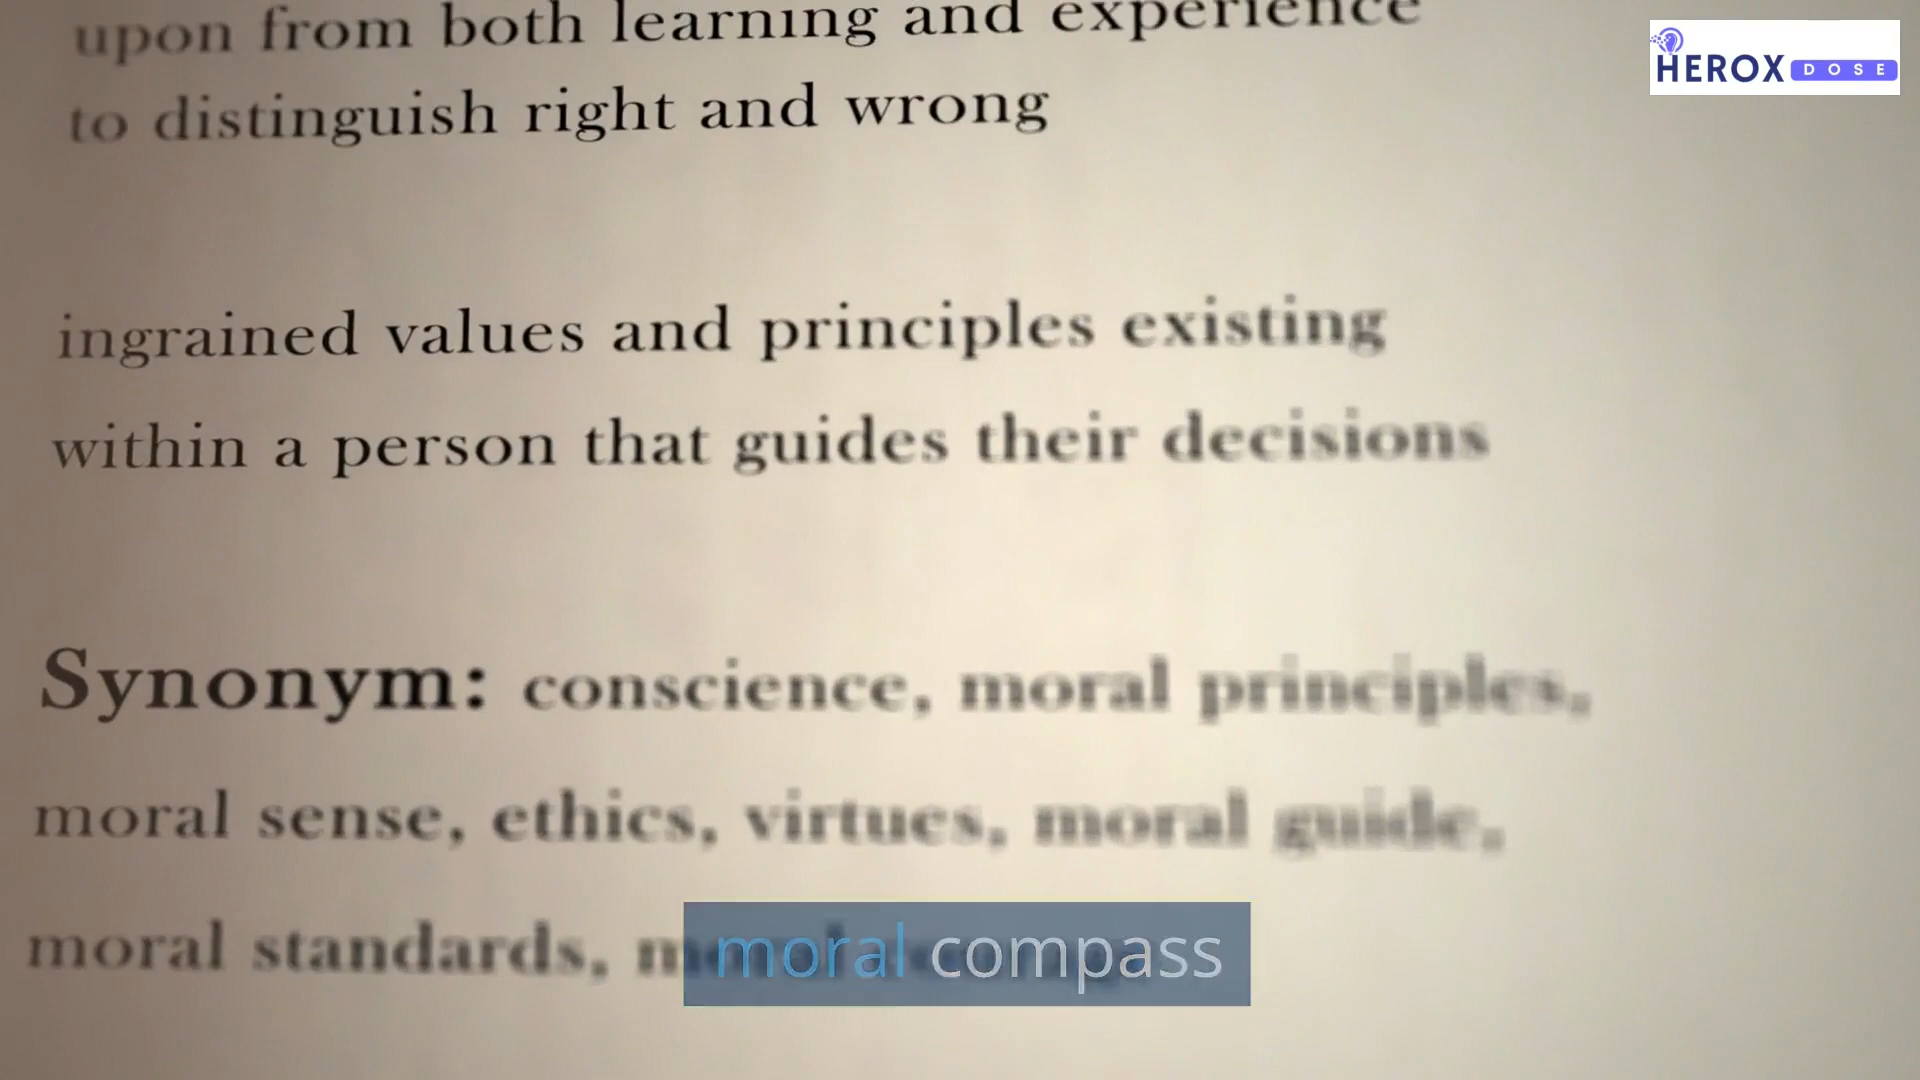 upon from both learning and experience
HEROX DOSE
to distinguish right and wrong
ingrained values and principles existing
within a person that guides their decisions
Synonym: conscience, moral principles,
moral sense, ethics, virtues, moral guide,
moral standards,
moral compass